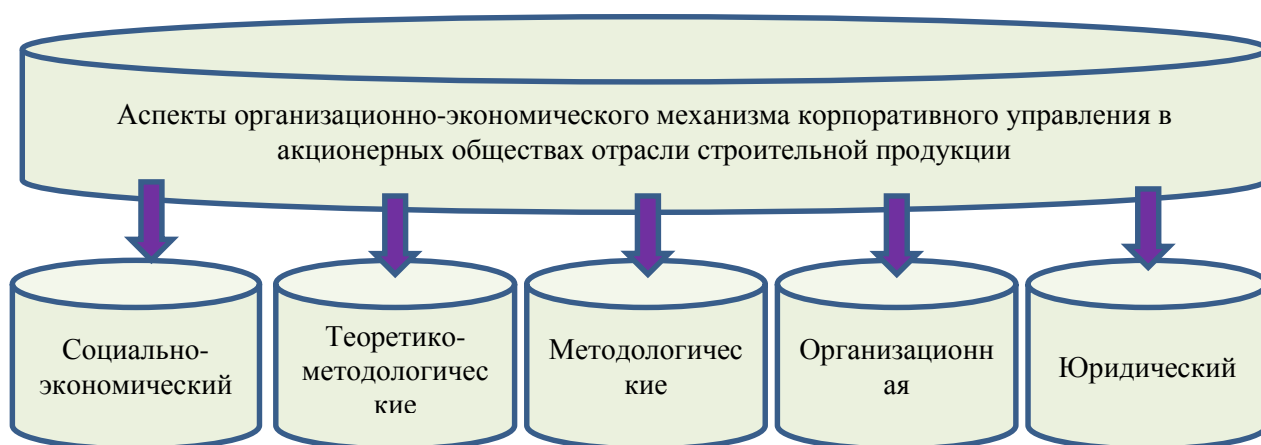 Аспекты организационно-экономического механизма корпоративного управления в
акционерных обществах отрасли строительной продукции
Социально-
экономический
Теоретико-
методологичес
кие
Методологичес
кие
Организационн
ая
Юридический